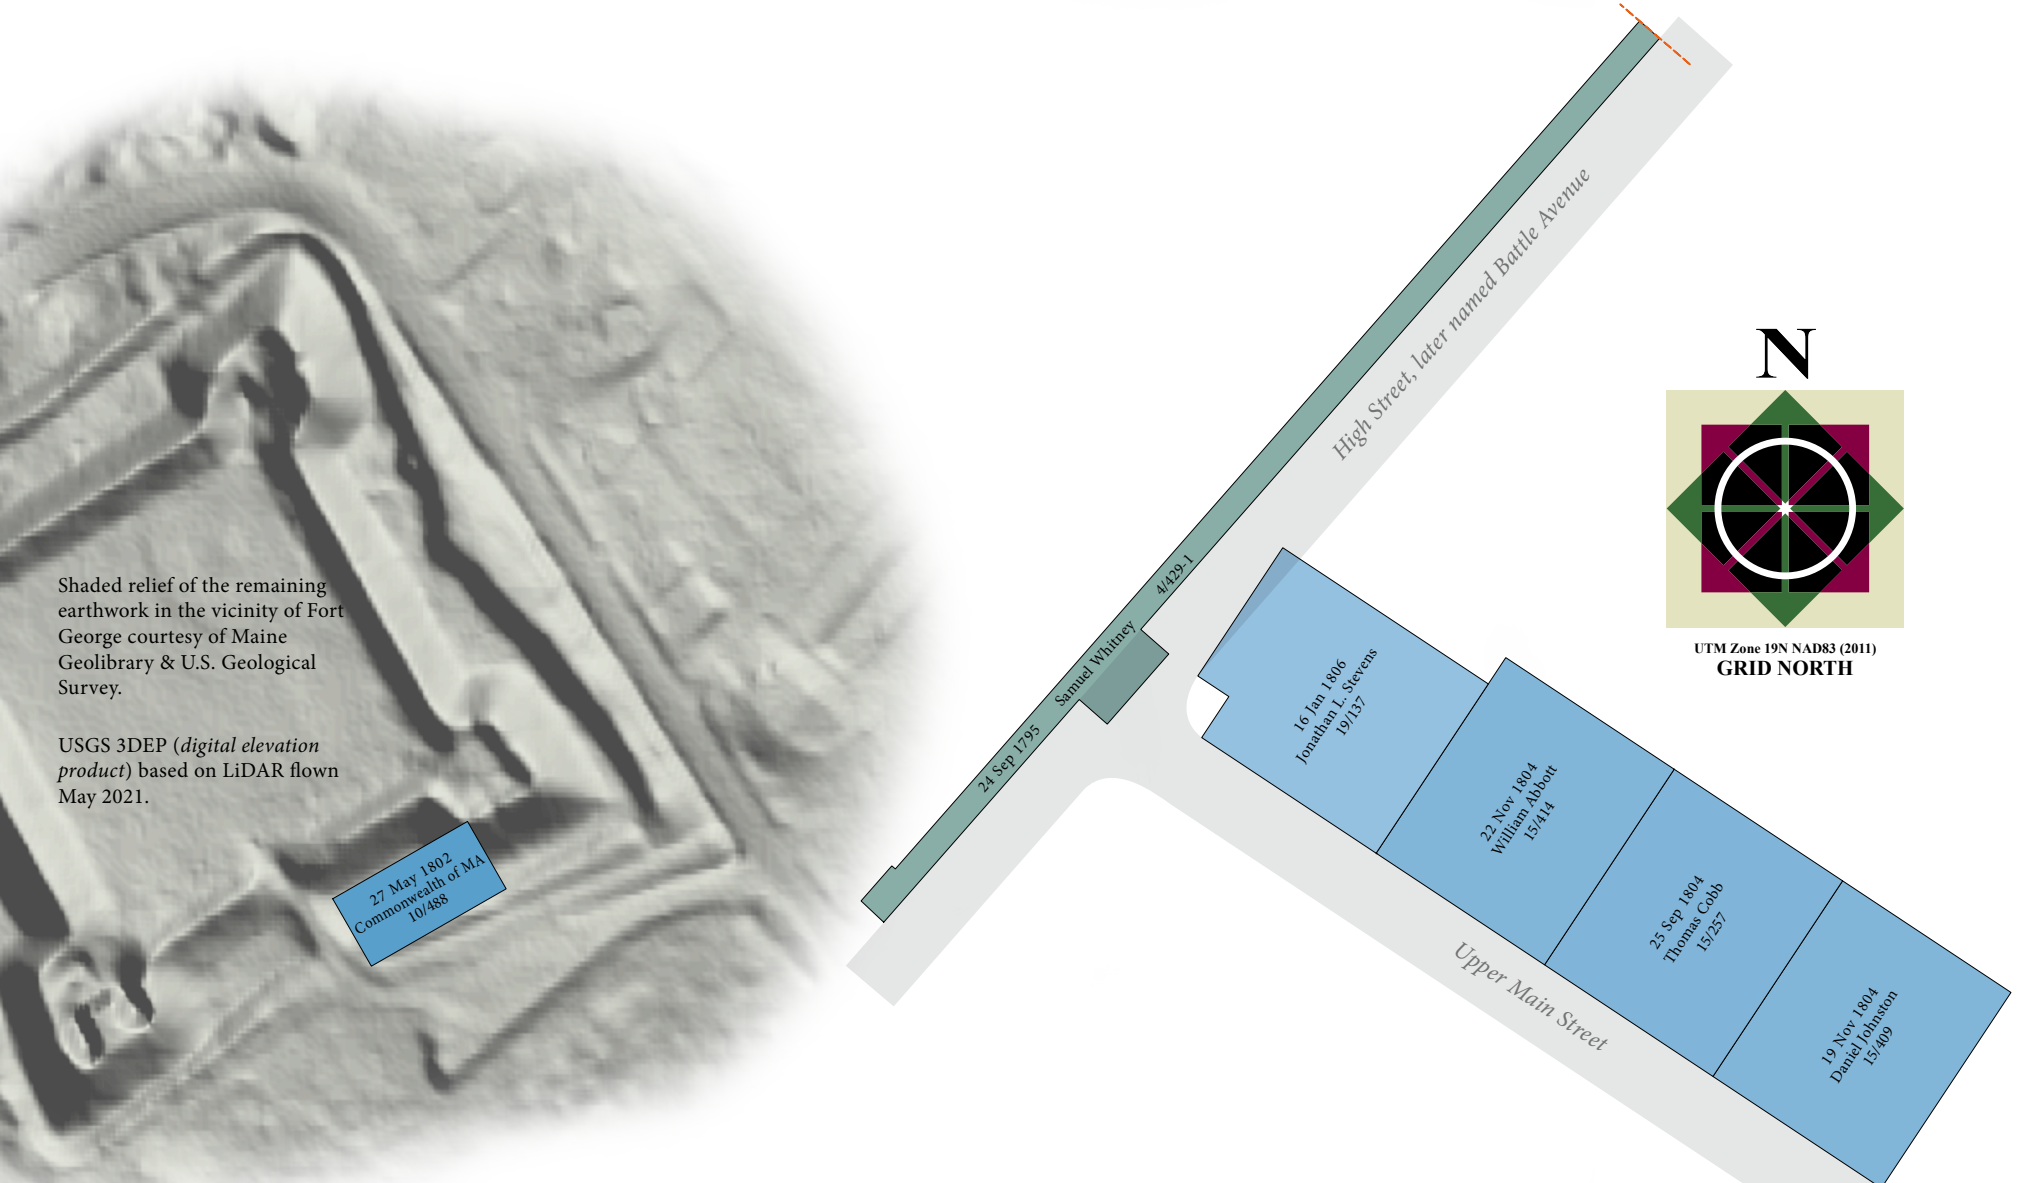 Shaded relief of the remaining
earthwork in the vicinity of Fort
George courtesy of Maine
Geolibrary & U.S. Geological
Survey.
USGS 3DEP (digital elevation
product) based on LiDAR flown
May 2021.
27 May 1802
Commonwealth of MA
10/488
24 Sep 1795
Samuel Whitney
4/429-1
High Street, later named Battle Avenue
16 Jan 1806
Jonathan L. Stevens
19/137
22 Nov 1804
William Abbott
15/414
25 Sep 1804
Thomas Cobb
15/257
19 Nov 1804
Daniel Johnston
15/409
Upper Main Street
N
UTM Zone 19N NAD83 (2011)
GRID NORTH